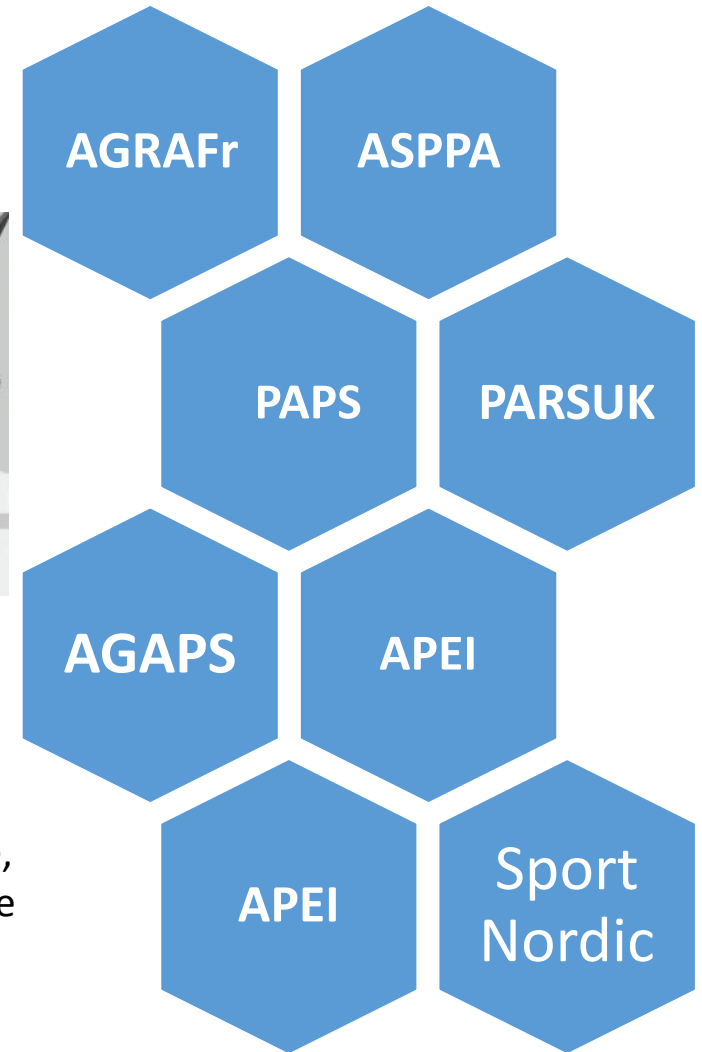 AGRAFr
ASPPA
PAPS
PARSUK
AGAPS
APEI
,
e
APEI
Sport
Nordic